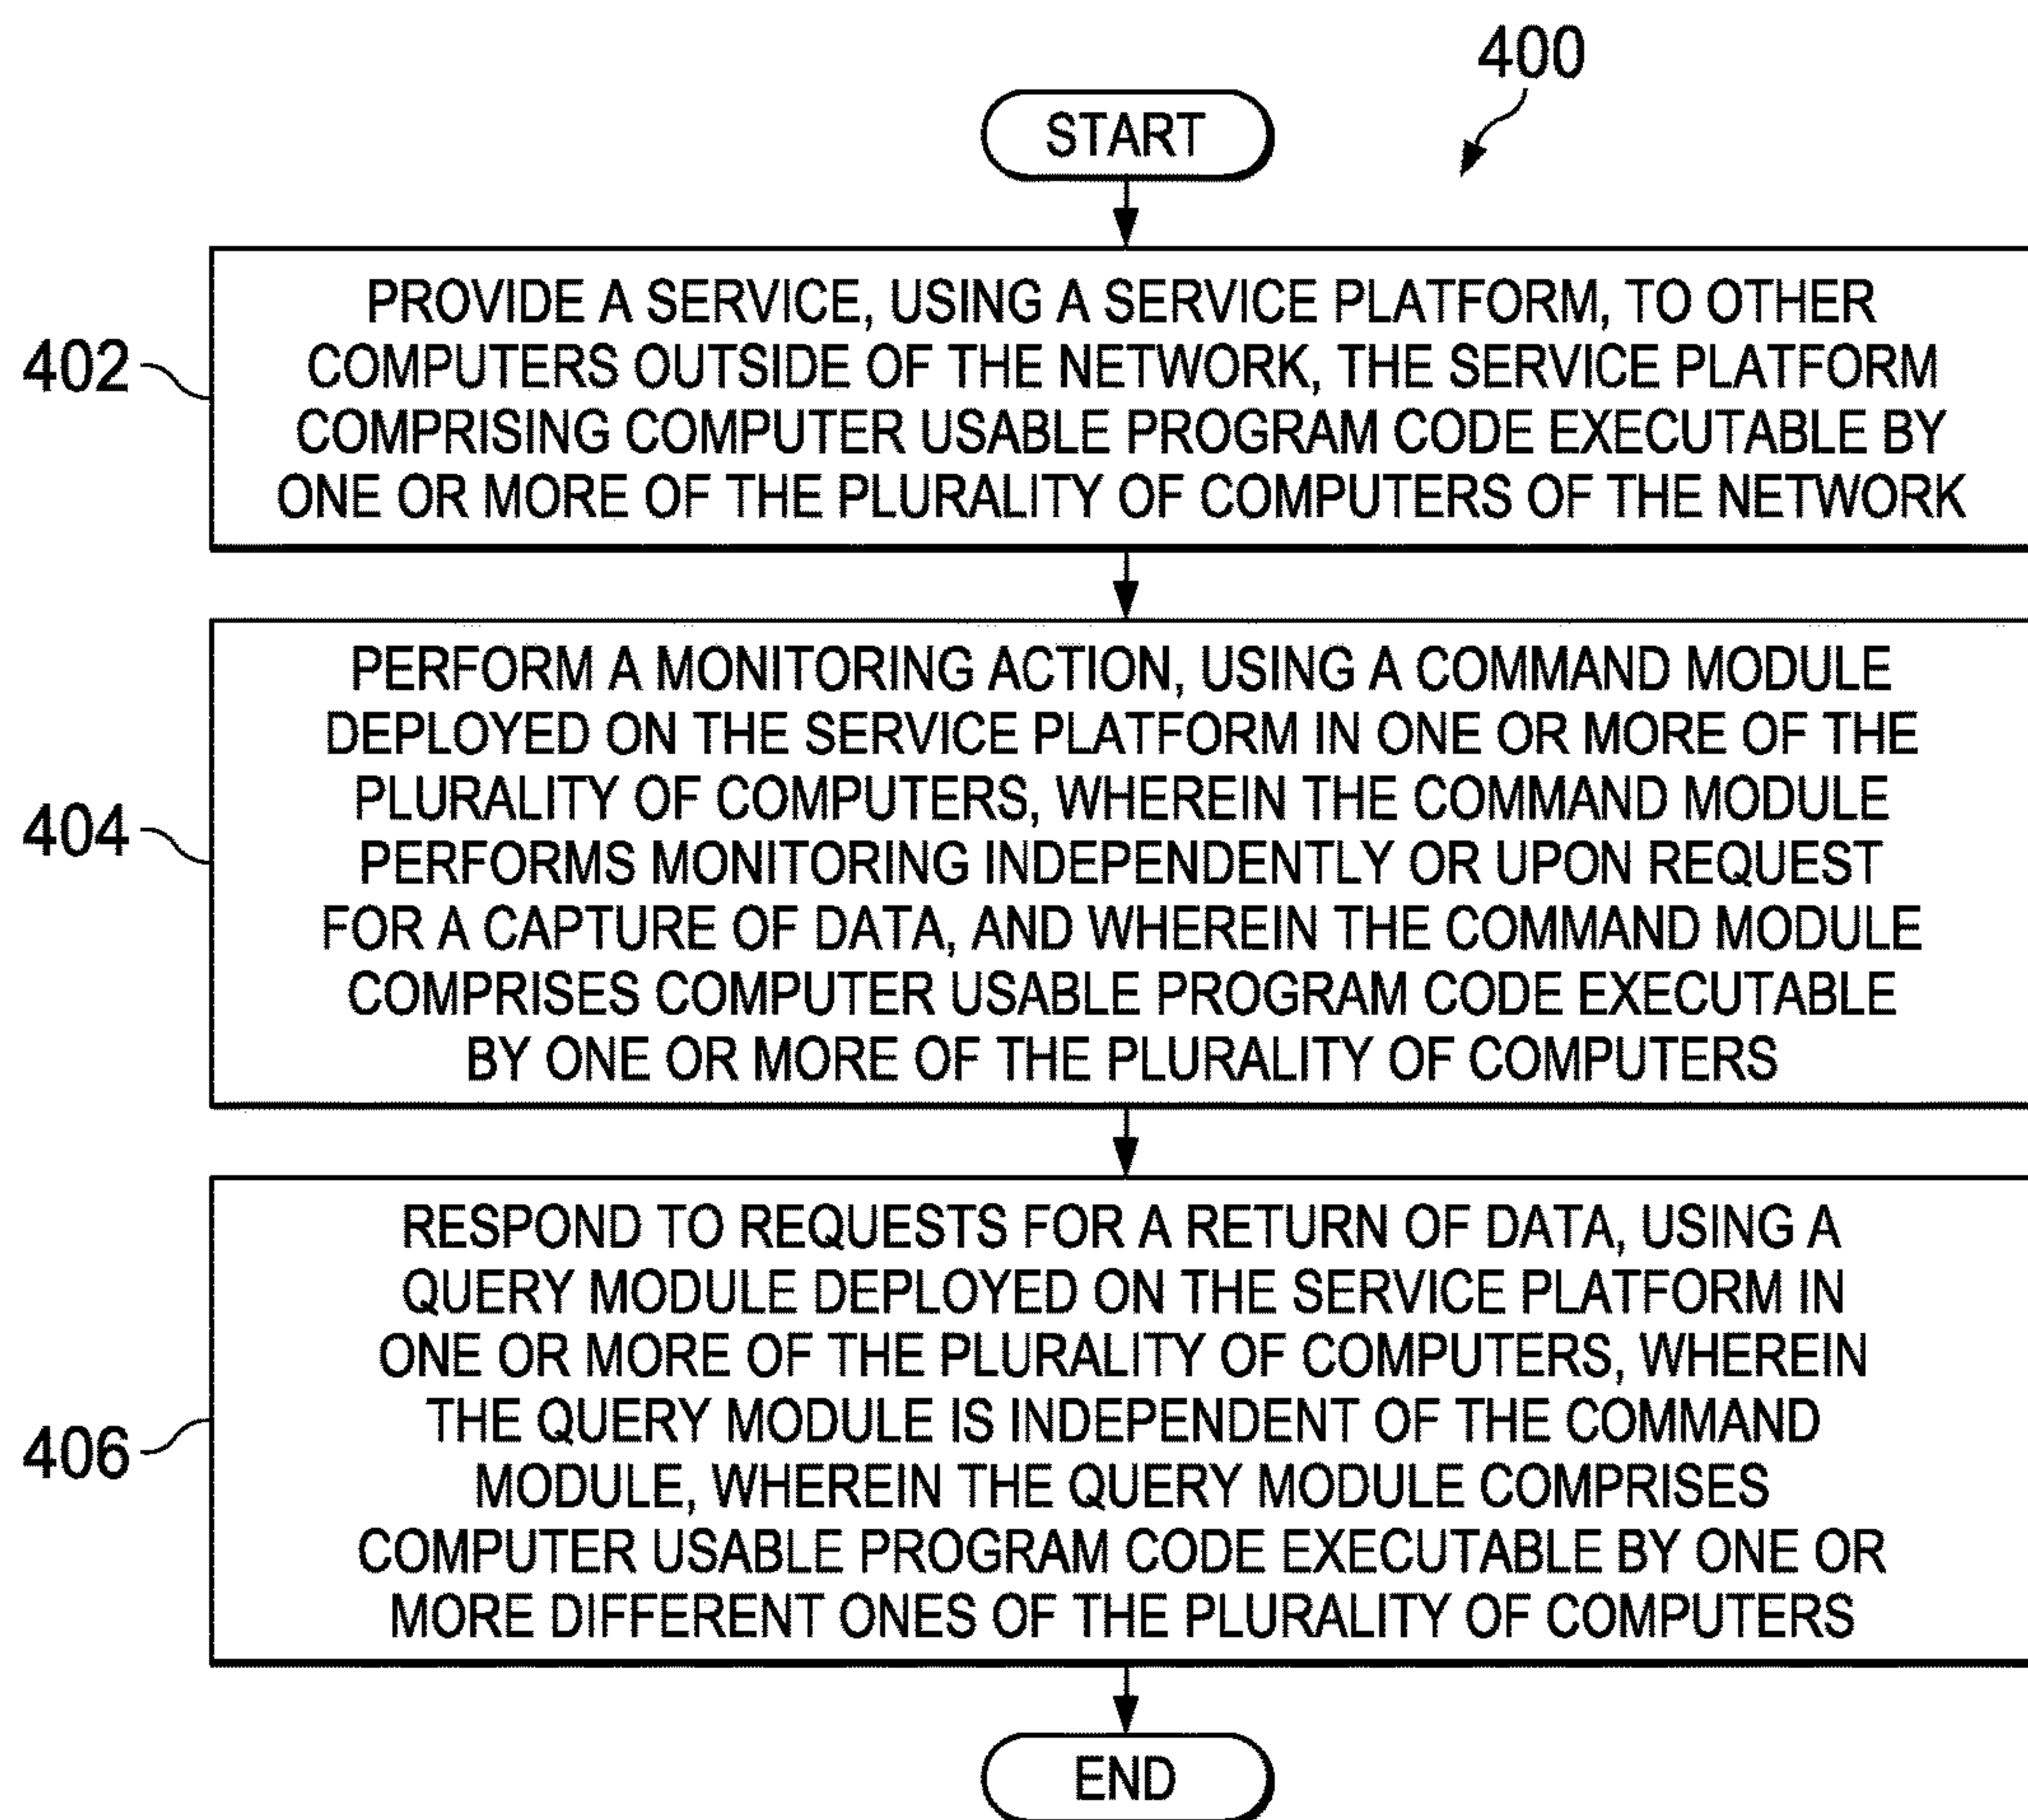 400
START
402
PROVIDE A SERVICE, USING A SERVICE PLATFORM, TO OTHER
COMPUTERS OUTSIDE OF THE NETWORK, THE SERVICE PLATFORM
COMPRISING COMPUTER USABLE PROGRAM CODE EXECUTABLE BY
ONE OR MORE OF THE PLURALITY OF COMPUTERS OF THE NETWORK
404
PERFORM A MONITORING ACTION, USING A COMMAND MODULE
DEPLOYED ON THE SERVICE PLATFORM IN ONE OR MORE OF THE
PLURALITY OF COMPUTERS, WHEREIN THE COMMAND MODULE
PERFORMS MONITORING INDEPENDENTLY OR UPON REQUEST
FOR A CAPTURE OF DATA, AND WHEREIN THE COMMAND MODULE
COMPRISES COMPUTER USABLE PROGRAM CODE EXECUTABLE
BY ONE OR MORE OF THE PLURALITY OF COMPUTERS
406
RESPOND TO REQUESTS FOR A RETURN OF DATA, USING A
QUERY MODULE DEPLOYED ON THE SERVICE PLATFORM IN
ONE OR MORE OF THE PLURALITY OF COMPUTERS, WHEREIN
THE QUERY MODULE IS INDEPENDENT OF THE COMMAND
MODULE, WHEREIN THE QUERY MODULE COMPRISES
COMPUTER USABLE PROGRAM CODE EXECUTABLE BY ONE OR
MORE DIFFERENT ONES OF THE PLURALITY OF COMPUTERS
END